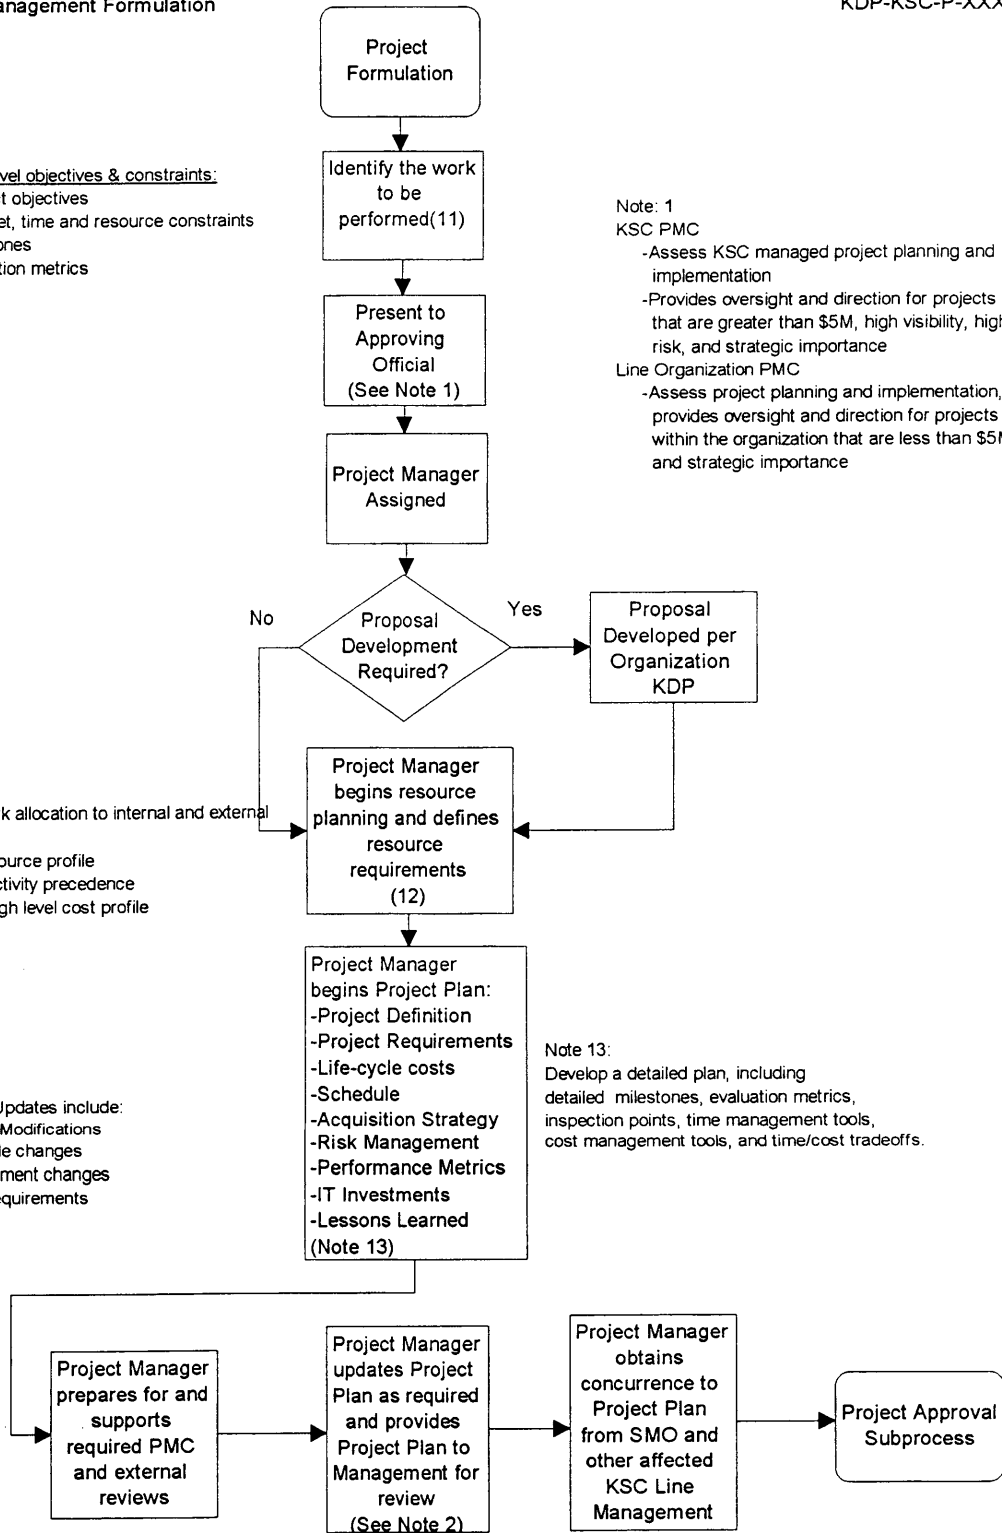 anagement Formulation
KDP-KSC-P-XXX
Project
Formulation
Identify the work
to be
performed(11)
vel objectives & constraints:
t objectives
et, time and resource constraints
ones
tion metrics
Note: 1
KSC PMC
-Assess KSC managed project planning and
implementation
-Provides oversight and direction for projects
that are greater than $5M, high visibility, high
risk, and strategic importance
Line Organization PMC
-Assess project planning and implementation,
provides oversight and direction for projects
within the organization that are less than $5M
and strategic importance
Present to
Approving
Official
(See Note 1)
Project Manager
Assigned
No
Proposal
Development
Required?
Yes
Proposal
Developed per
Organization
KDP
Project Manager
begins resource
planning and defines
resource
requirements
(12)
k allocation to internal and external
ource profile
ctivity precedence
gh level cost profile
Project Manager
begins Project Plan:
-Project Definition
-Project Requirements
-Life-cycle costs
-Schedule
-Acquisition Strategy
-Risk Management
-Performance Metrics
-IT Investments
-Lessons Learned
(Note 13)
Note 13:
Develop a detailed plan, including
detailed milestones, evaluation metrics,
inspection points, time management tools,
cost management tools, and time/cost tradeoffs.
Updates include:
Modifications
le changes
ment changes
equirements
Project Manager
prepares for and
supports
required PMC
and external
reviews
Project Manager
updates Project
Plan as required
and provides
Project Plan to
Management for
review
(See Note 2)
Project Manager
obtains
concurrence to
Project Plan
from SMO and
other affected
KSC Line
Management
Project Approval
Subprocess